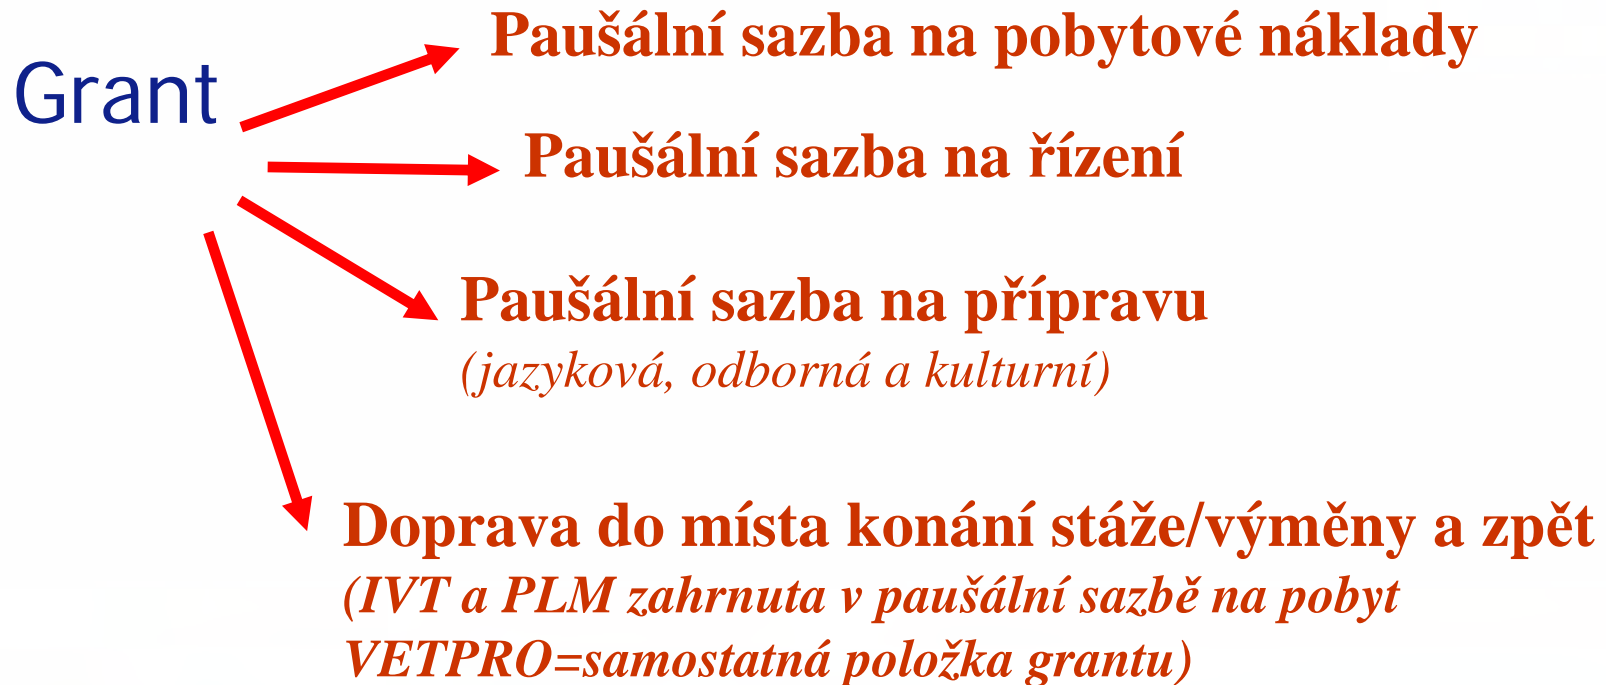 Grant
Paušální sazba na pobytové náklady
Paušální sazba na řízení
Paušální sazba na přípravu
(jazyková, odborná a kulturní)
Doprava do místa konání stáže/výměny a zpět
(IVT a PLM zahrnuta v paušální sazbě na pobyt
VETPRO=samostatná položka grantu)